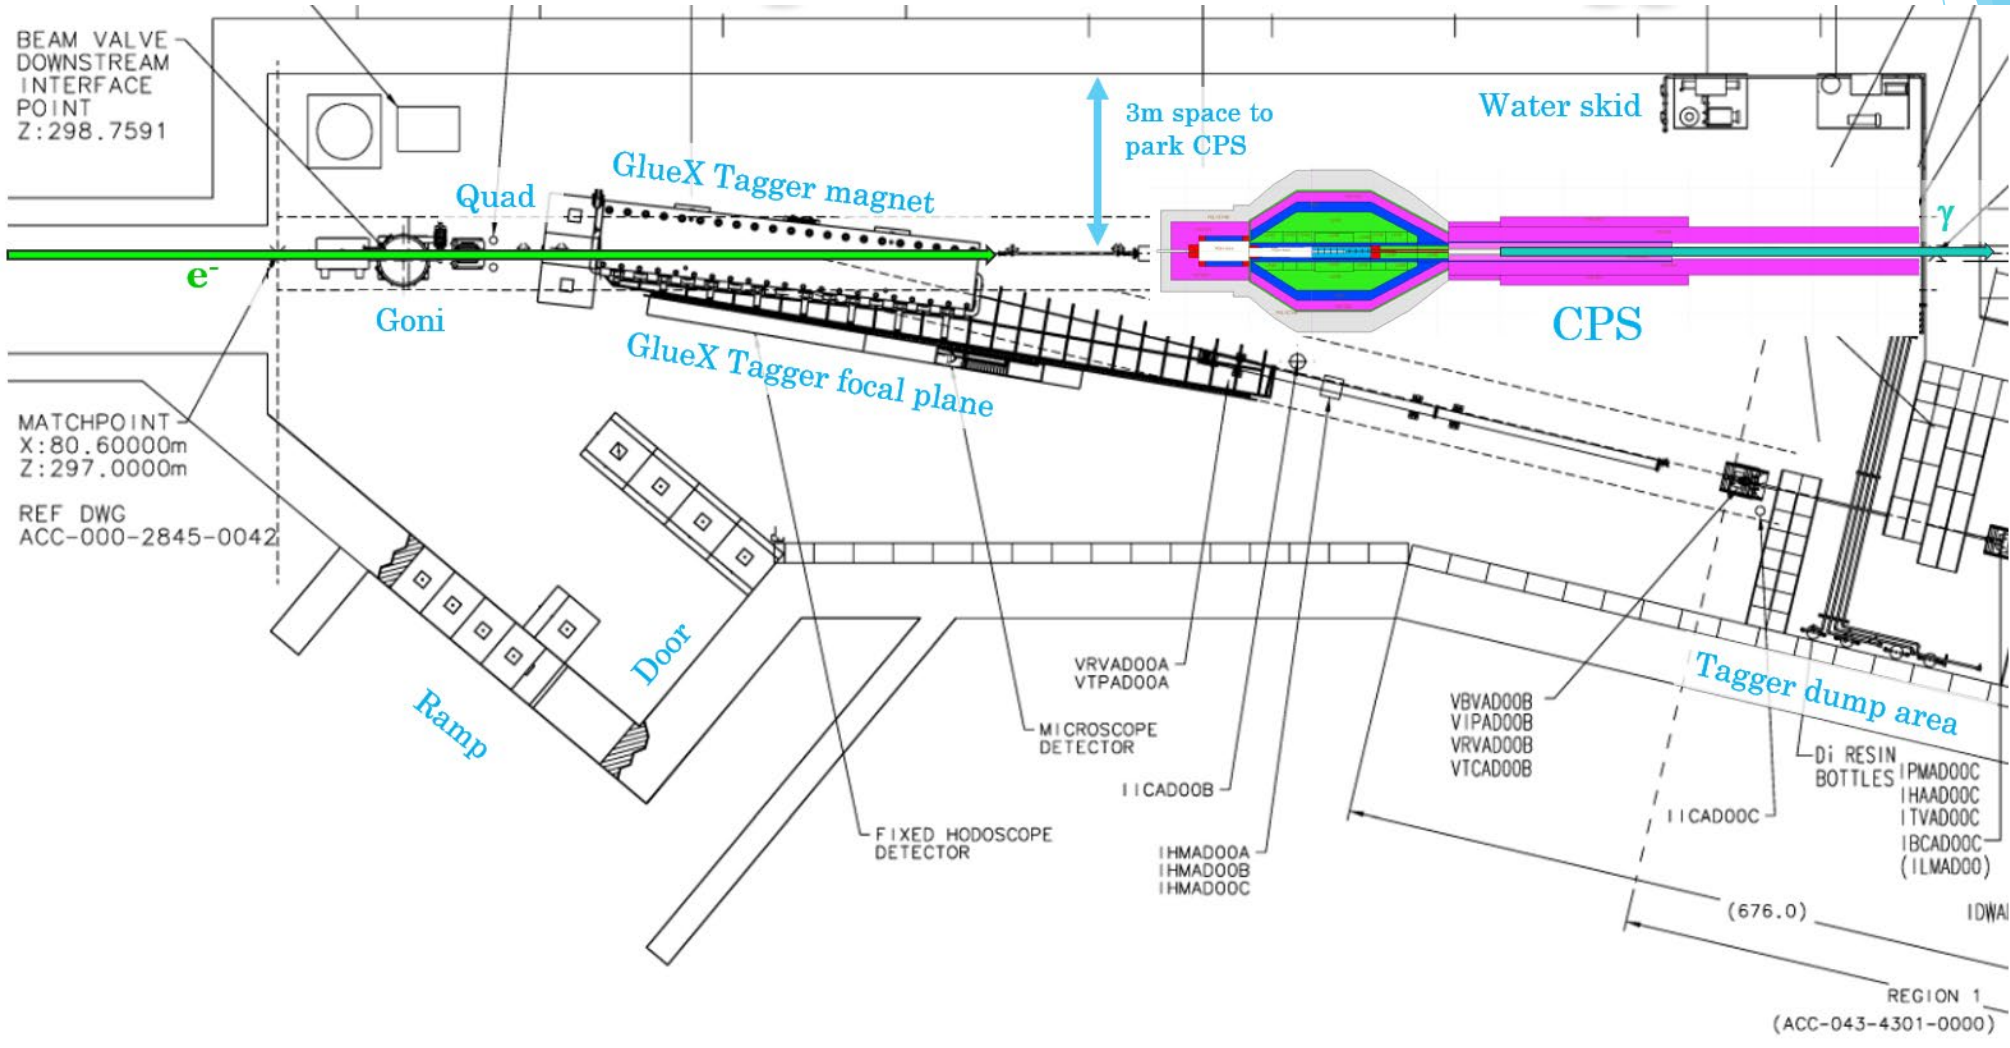 BEAM VALVE
DOWNSTREAM
INTERFACE
POINT
Z:298.7591
Quad
GlueX Tagger magnet
3m space to
park CPS
Water skid
γ
e-
Goni
GlueX Tagger focal plane
CPS
MATCHPOINT
X:80.60000m
Z:297.0000m
REF DWG
ACC-000-2845-0042
Door
Ramp
VRVAD00A
VTPAD00A
MICROSCOPE
DETECTOR
IICAD00B
FIXED HODOSCOPE
DETECTOR
IHMAD00A
IHMAD00B
IHMAD00C
VBVAD00B
VIPAD00B
VRVAD00B
VTCAD00B
Tagger dump area
Di RESIN
BOTTLES
IICAD00C
IPMAD00C
IHAAD00C
ITVAD00C
IBCAD00C
(ILMAD00)
(676.0)
REGION 1
(ACC-043-4301-0000)